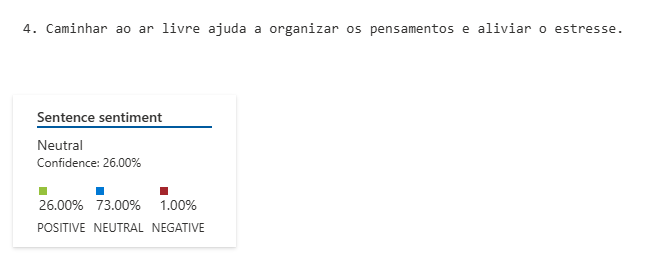 4. Caminhar ao ar livre ajuda a organizar os pensamentos e aliviar o estresse.
Sentence sentiment
Neutral
Confidence: 26.00%
26.00% 73.00% 1.00%
POSITIVE NEUTRAL NEGATIVE